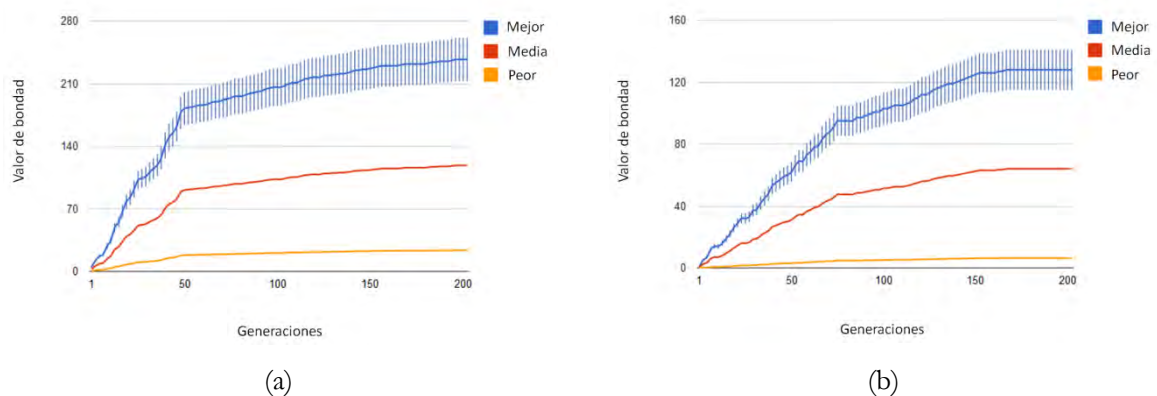 280
210
140
70
0
1
50
100
150
200
Valor de bondad
Generaciones
Mejor
Media
Peor
(a)
160
120
80
40
0
1
50
100
150
200
Valor de bondad
Generaciones
Mejor
Media
Peor
(b)